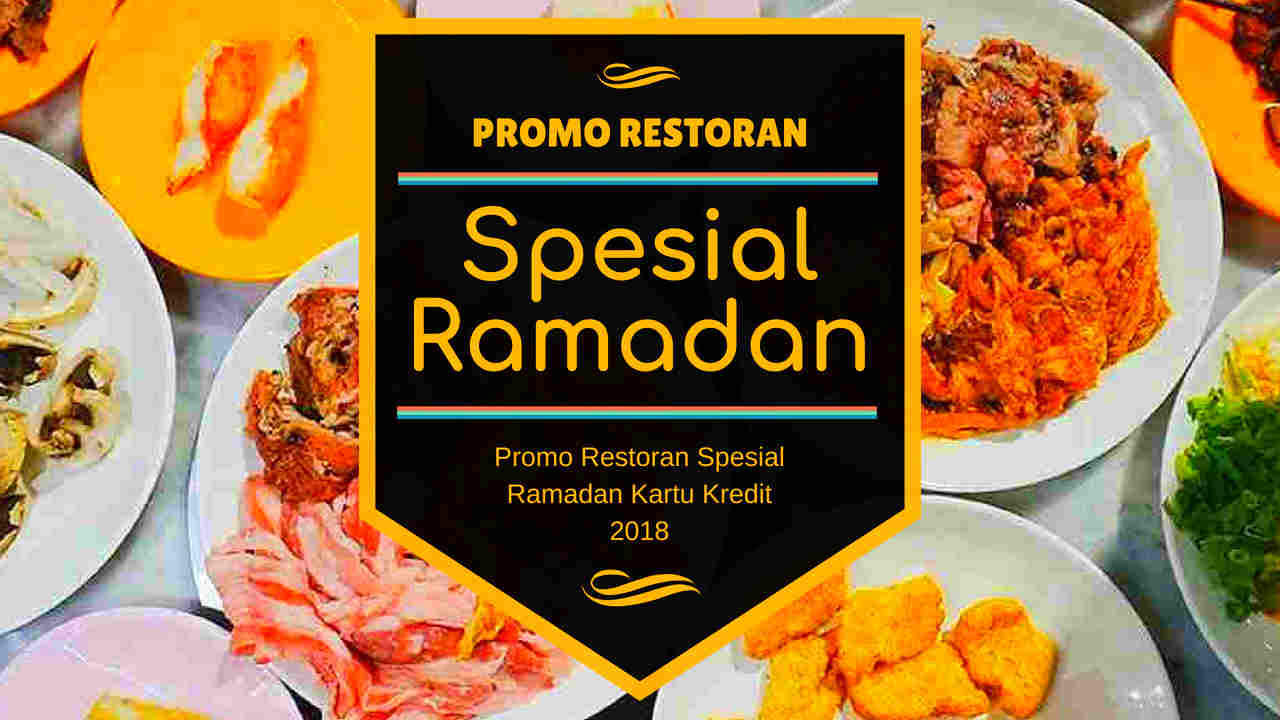 PROMO RESTORAN
Spesial
Ramadan
Promo Restoran Spesial
Ramadan Kartu Kredit
2018